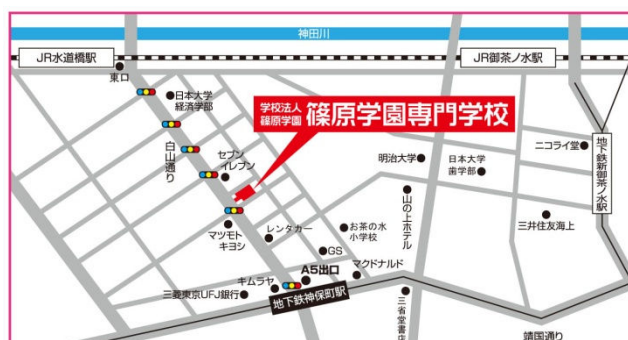 神田川
JR水道橋駅
JR御茶ノ水駅
東口
日本大学
経済学部
学校法人
篠原学園
篠原学園専門学校
白山通り
セブン
イレブン
明治大学
日本大学
歯学部
ニコライ堂
地下鉄新御茶ノ水駅
山の上ホテル
マツモト
キヨシ
レンタカー
お茶の水
小学校
三井住友海上
GS
A5出口
マクドナルド
キムラヤ
三菱東京UFJ銀行
地下鉄神保町駅
三省堂書店
靖国通り